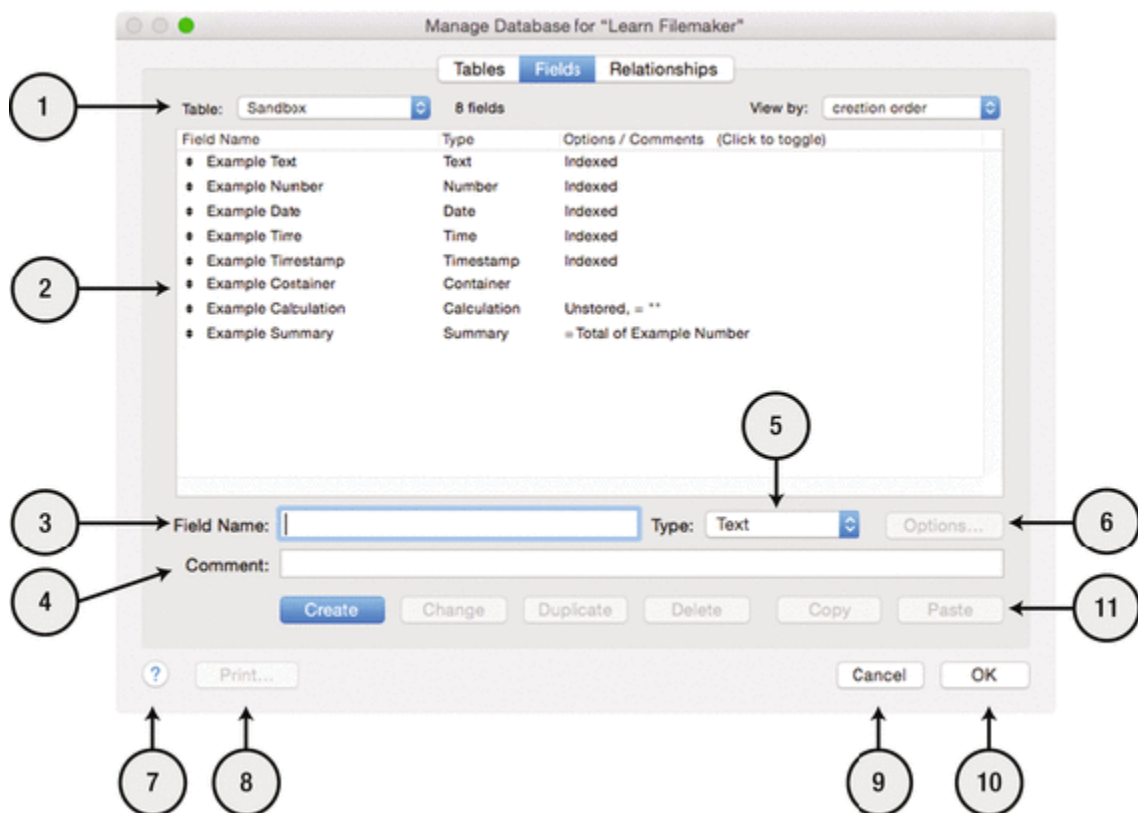 Manage Database for “Learn Filemaker”
Tables Fields Relationships
1 Table: Sandbox 8 fields View by: creation order
Field Name Type Options / Comments (Click to toggle)
Example Text Text Indexed
Example Number Number Indexed
Example Date Date Indexed
Example Time Time Indexed
Example Timestamp Timestamp Indexed
2 Example Container Container
Example Calculation Calculation Unstored, = ""
Example Summary Summary = Total of Example Number
5
3 Field Name: Type: Text Options... 6
4 Comment:
Create Change Duplicate Delete Copy Paste 11
? Print... Cancel OK
7 8 9 10